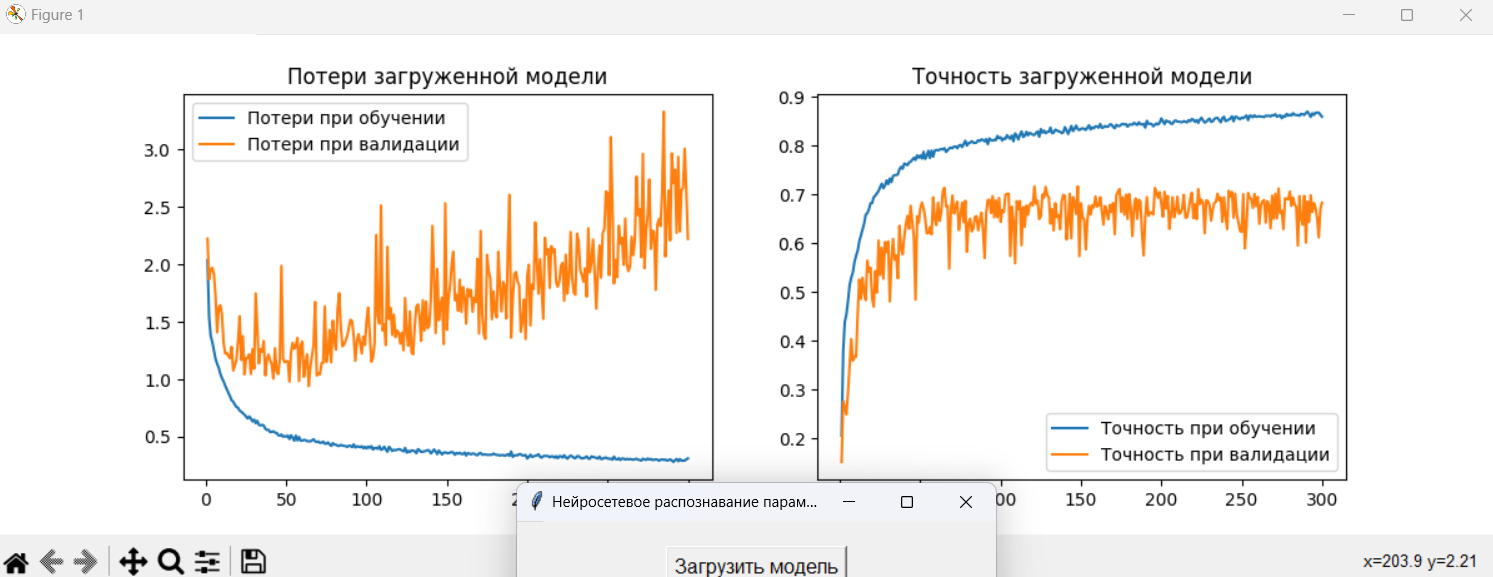 Figure 1
Потери загруженной модели
Потери при обучении
Потери при валидации
3.0
2.5
2.0
1.5
1.0
0.5
0 50 100 150
Точность загруженной модели
0.9
0.8
0.7
0.6
0.5
0.4
0.3
0.2
Точность при обучении
Точность при валидации
150 200 250 300
Нейросетевое распознавание парам...
Загрузить модель
x=203.9 y=2.21